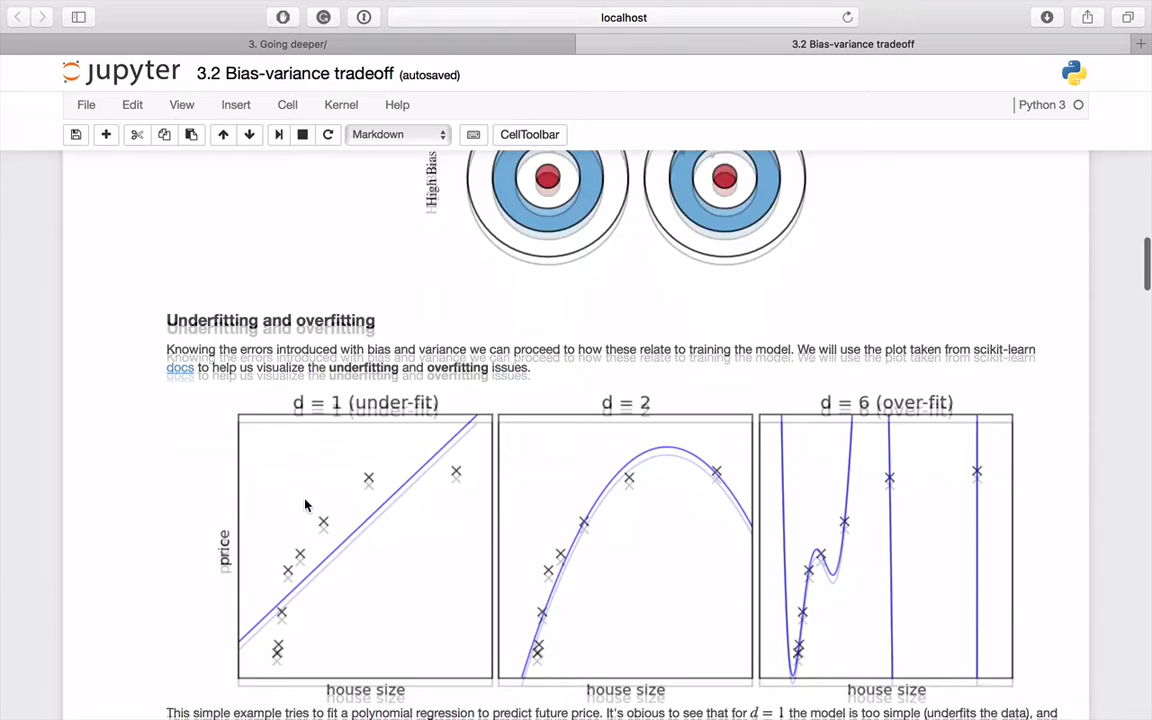 localhost
3. Going deeper/
3.2 Bias-variance tradeoff
jupyter 3.2 Bias-variance tradeoff (autosaved)
File Edit View Insert Cell Kernel Help
Python 3
Markdown
CellToolbar
High Bias
Underfitting and overfitting
Knowing the errors introduced with bias and variance we can proceed to how these relate to training the model. We will use the plot taken from scikit-learn
docs to help us visualize the underfitting and overfitting issues.
d = 1 (under-fit) d = 2 d = 6 (over-fit)
price
house size house size house size
This simple example tries to fit a polynomial regression to predict future price. It's obious to see that for d = 1 the model is too simple (underfits the data), and